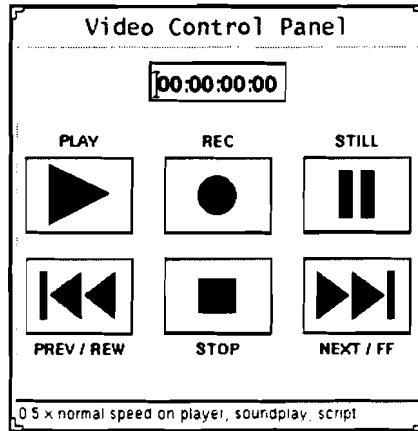 Video Control Panel
00:00:00:00
PLAY REC STILL
PREV / REW STOP NEXT / FF
0.5 x normal speed on player, soundplay, script